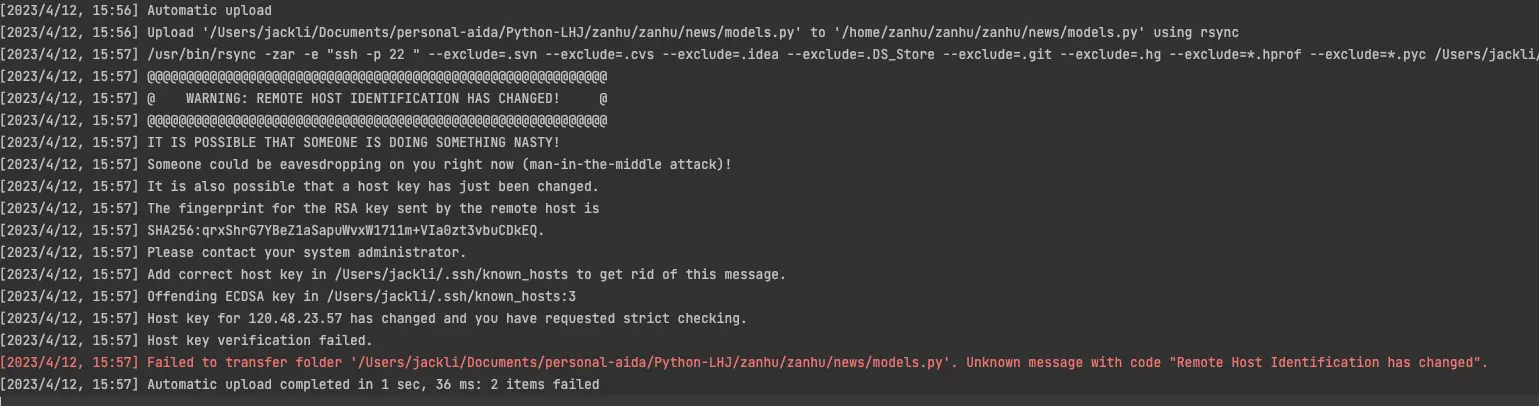 [2023/4/12, 15:56] Automatic upload
[2023/4/12, 15:56] Upload '/Users/jackli/Documents/personal-aida/Python-LHJ/zanhu/zanhu/news/models.py' to '/home/zanhu/zanhu/zanhu/news/models.py' using rsync
[2023/4/12, 15:57] /usr/bin/rsync -zar -e "ssh -p 22 " --exclude=.svn --exclude=.cvs --exclude=.idea --exclude=.DS_Store --exclude=.git --exclude=.hg --exclude=*.hprof --exclude=*.pyc /Users/jackli/
[2023/4/12, 15:57] @@@@@@@@@@@@@@@@@@@@@@@@@@@@@@@@@@@@@@@@@@@@@@@@@@@@@@@@@@@
[2023/4/12, 15:57] @    WARNING: REMOTE HOST IDENTIFICATION HAS CHANGED!     @
[2023/4/12, 15:57] @@@@@@@@@@@@@@@@@@@@@@@@@@@@@@@@@@@@@@@@@@@@@@@@@@@@@@@@@@@
[2023/4/12, 15:57] IT IS POSSIBLE THAT SOMEONE IS DOING SOMETHING NASTY!
[2023/4/12, 15:57] Someone could be eavesdropping on you right now (man-in-the-middle attack)!
[2023/4/12, 15:57] It is also possible that a host key has just been changed.
[2023/4/12, 15:57] The fingerprint for the RSA key sent by the remote host is
[2023/4/12, 15:57] SHA256:qrxShrG7YBeZ1aSapuWvxW1711m+VIa0zt3vbuCDkEQ.
[2023/4/12, 15:57] Please contact your system administrator.
[2023/4/12, 15:57] Add correct host key in /Users/jackli/.ssh/known_hosts to get rid of this message.
[2023/4/12, 15:57] Offending ECDSA key in /Users/jackli/.ssh/known_hosts:3
[2023/4/12, 15:57] Host key for 120.48.23.57 has changed and you have requested strict checking.
[2023/4/12, 15:57] Host key verification failed.
[2023/4/12, 15:57] Failed to transfer folder '/Users/jackli/Documents/personal-aida/Python-LHJ/zanhu/zanhu/news/models.py'. Unknown message with code "Remote Host Identification has changed".
[2023/4/12, 15:57] Automatic upload completed in 1 sec, 36 ms: 2 items failed